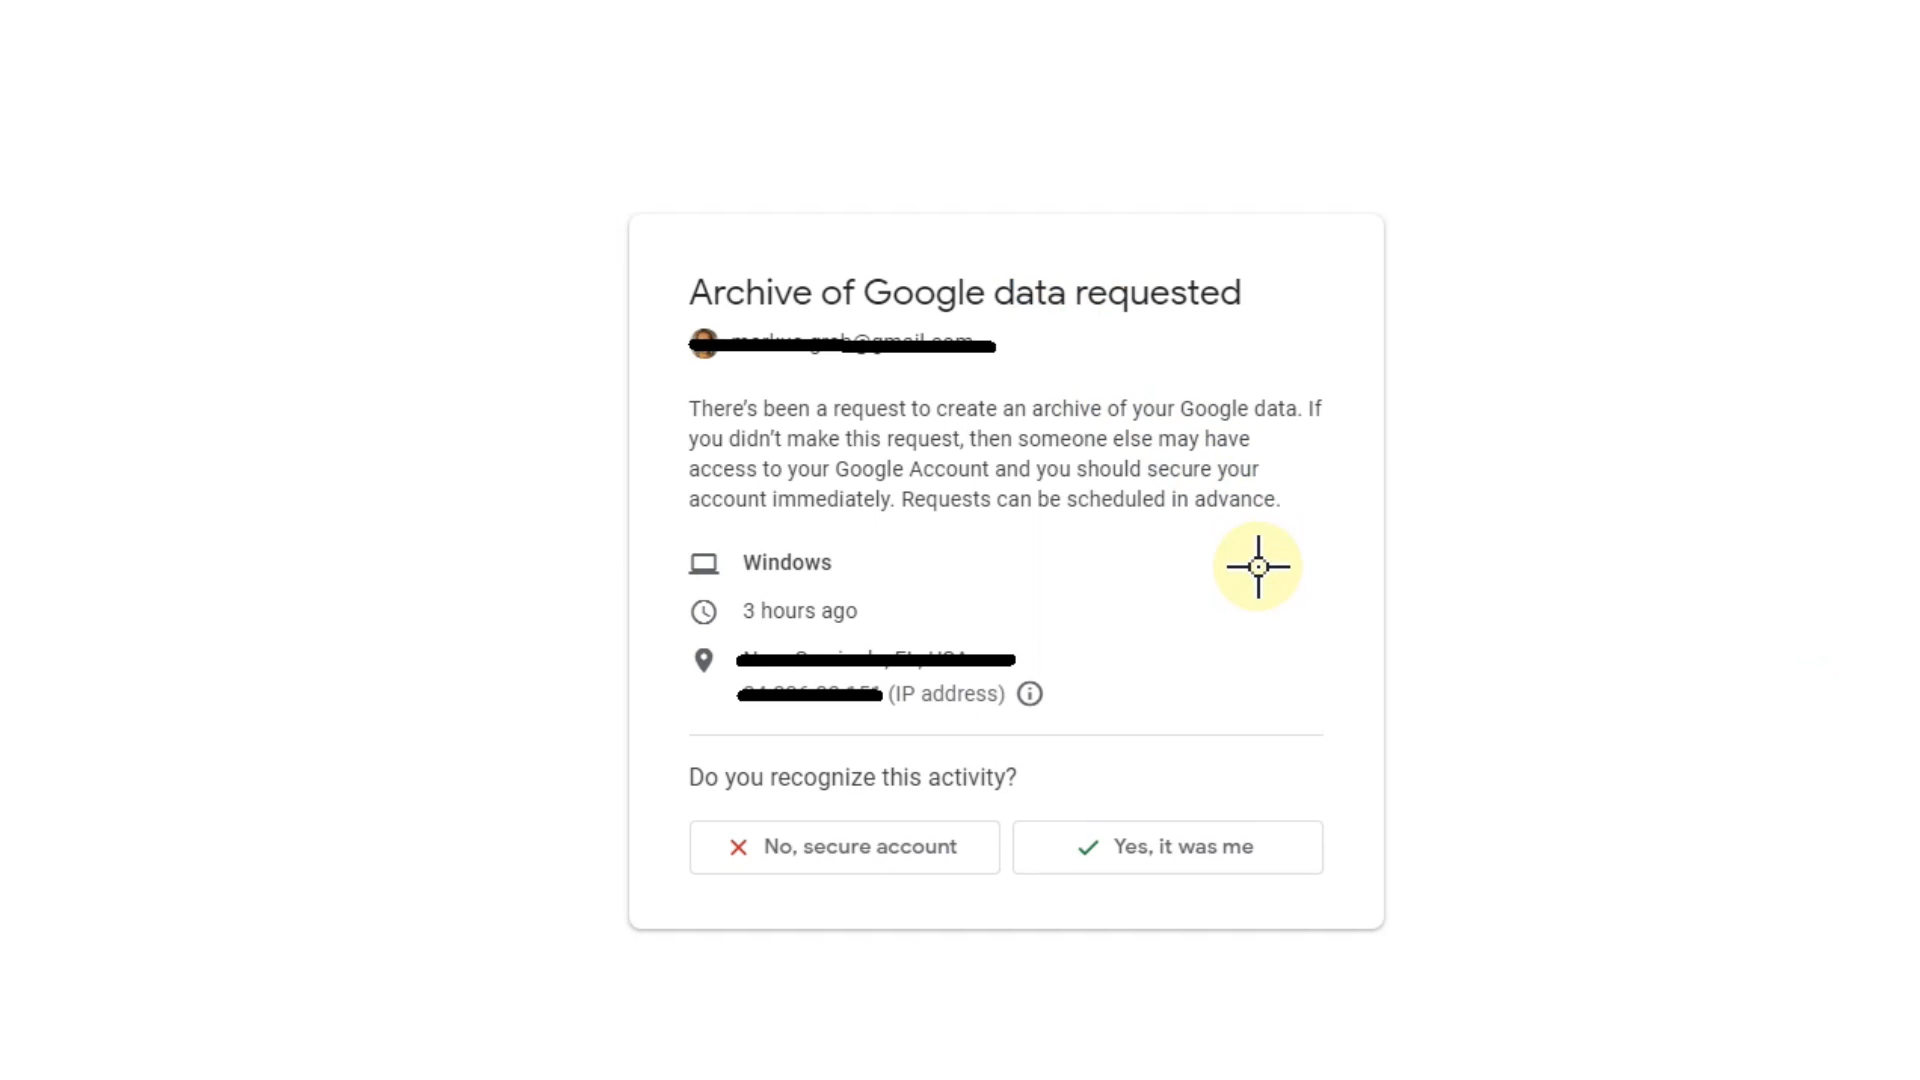 Archive of Google data requested
There's been a request to create an archive of your Google data. If
you didn't make this request, then someone else may have
access to your Google Account and you should secure your
account immediately. Requests can be scheduled in advance.
Windows
3 hours ago
(IP address)
Do you recognize this activity?
No, secure account
Yes, it was me